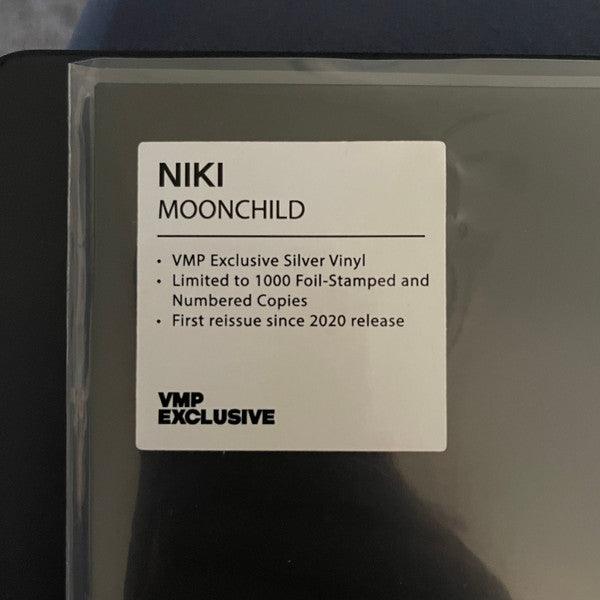 NIKI
MOONCHILD
• VMP Exclusive Silver Vinyl
• Limited to 1000 Foil-Stamped and
Numbered Copies
• First reissue since 2020 release
VMP
EXCLUSIVE